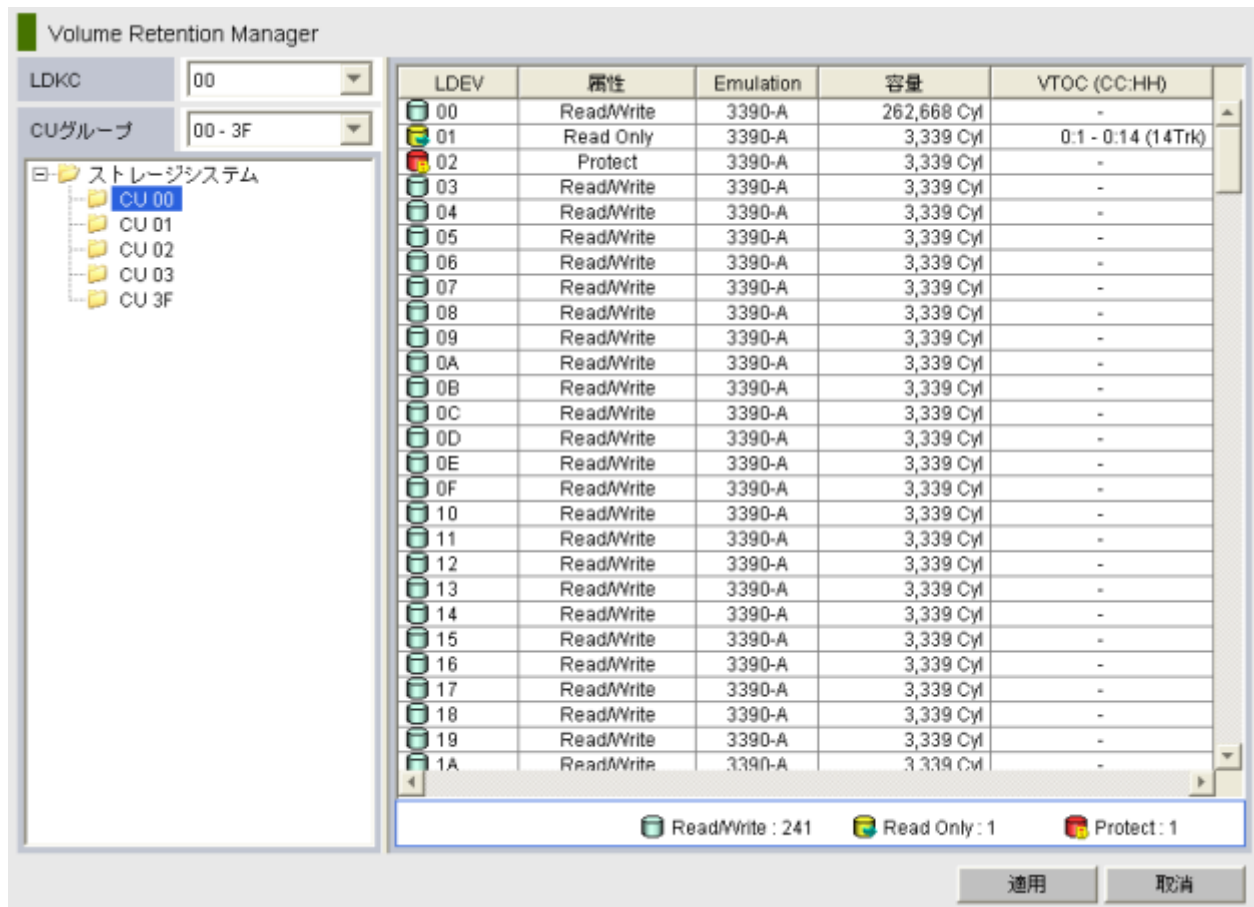 Volume Retention Manager
LDKC 00
CUグループ 00 - 3F
ストレージシステム
CU 00
CU 01
CU 02
CU 03
CU 3F
LDEV 属性 Emulation 容量 VTOC (CC:HH)
00 Read/Write 3390-A 262,668 Cyl -
01 Read Only 3390-A 3,339 Cyl 0:1 - 0:14 (14Trk)
02 Protect 3390-A 3,339 Cyl -
03 Read/Write 3390-A 3,339 Cyl -
04 Read/Write 3390-A 3,339 Cyl -
05 Read/Write 3390-A 3,339 Cyl -
06 Read/Write 3390-A 3,339 Cyl -
07 Read/Write 3390-A 3,339 Cyl -
08 Read/Write 3390-A 3,339 Cyl -
09 Read/Write 3390-A 3,339 Cyl -
0A Read/Write 3390-A 3,339 Cyl -
0B Read/Write 3390-A 3,339 Cyl -
0C Read/Write 3390-A 3,339 Cyl -
0D Read/Write 3390-A 3,339 Cyl -
0E Read/Write 3390-A 3,339 Cyl -
0F Read/Write 3390-A 3,339 Cyl -
10 Read/Write 3390-A 3,339 Cyl -
11 Read/Write 3390-A 3,339 Cyl -
12 Read/Write 3390-A 3,339 Cyl -
13 Read/Write 3390-A 3,339 Cyl -
14 Read/Write 3390-A 3,339 Cyl -
15 Read/Write 3390-A 3,339 Cyl -
16 Read/Write 3390-A 3,339 Cyl -
17 Read/Write 3390-A 3,339 Cyl -
18 Read/Write 3390-A 3,339 Cyl -
19 Read/Write 3390-A 3,339 Cyl -
1A Read/Write 3390-A 3,339 Cyl -
Read/Write : 241 Read Only : 1 Protect : 1
適用 取消